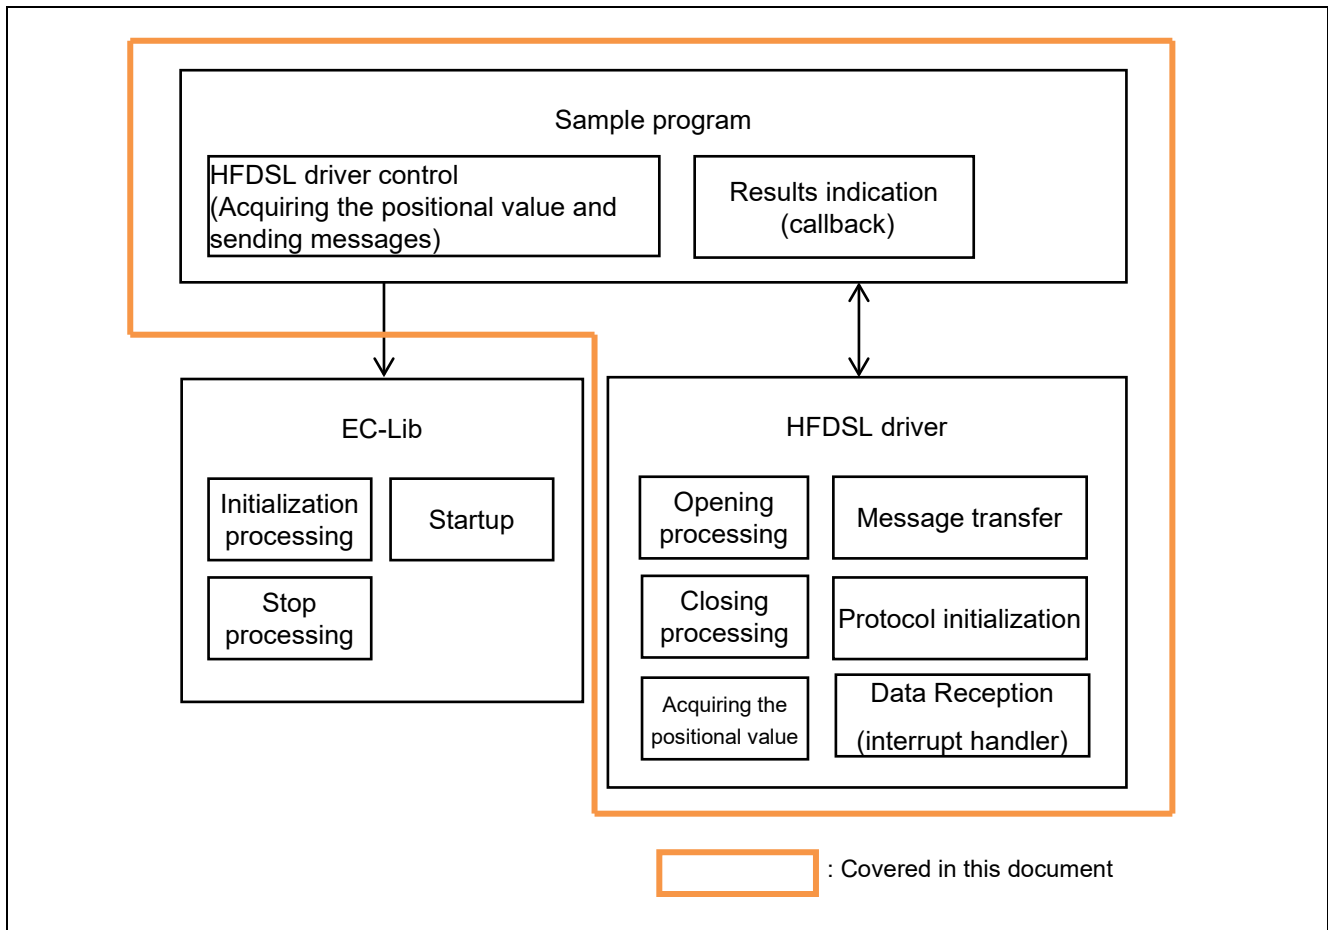 Sample program
HFDSL driver control
(Acquiring the positional value and
sending messages)
Results indication
(callback)
EC-Lib
Initialization
processing
Startup
Stop
processing
HFDSL driver
Opening
processing
Message transfer
Closing
processing
Protocol initialization
Acquiring the
positional value
Data Reception
(interrupt handler)
: Covered in this document